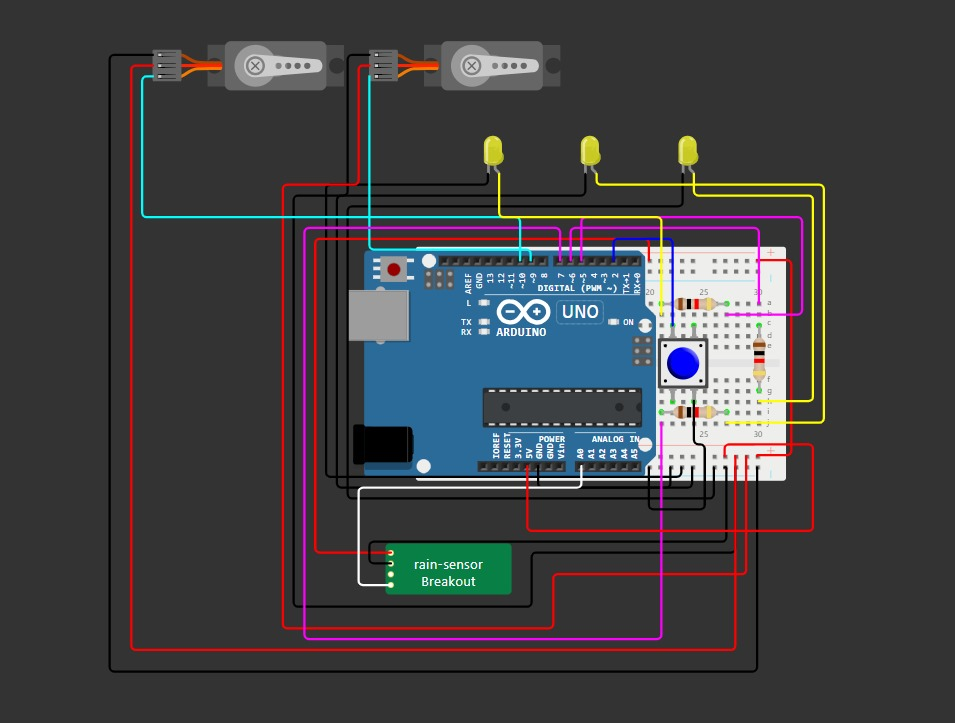 AREF
GND
13
12
~11
~10
~9
8
7
~6
~5
4
~3
2
TX→1
RX←0
DIGITAL (PWM ~)
L
TX
RX
UNO
ON
ARDUINO
20
25
30
a
b
c
d
e
f
g
h
i
j
25
30
+
+
POWER
ANALOG IN
IOREF
RESET
3.3V
5V
GND
GND
Vin
A0
A1
A2
A3
A4
A5
rain-sensor
Breakout